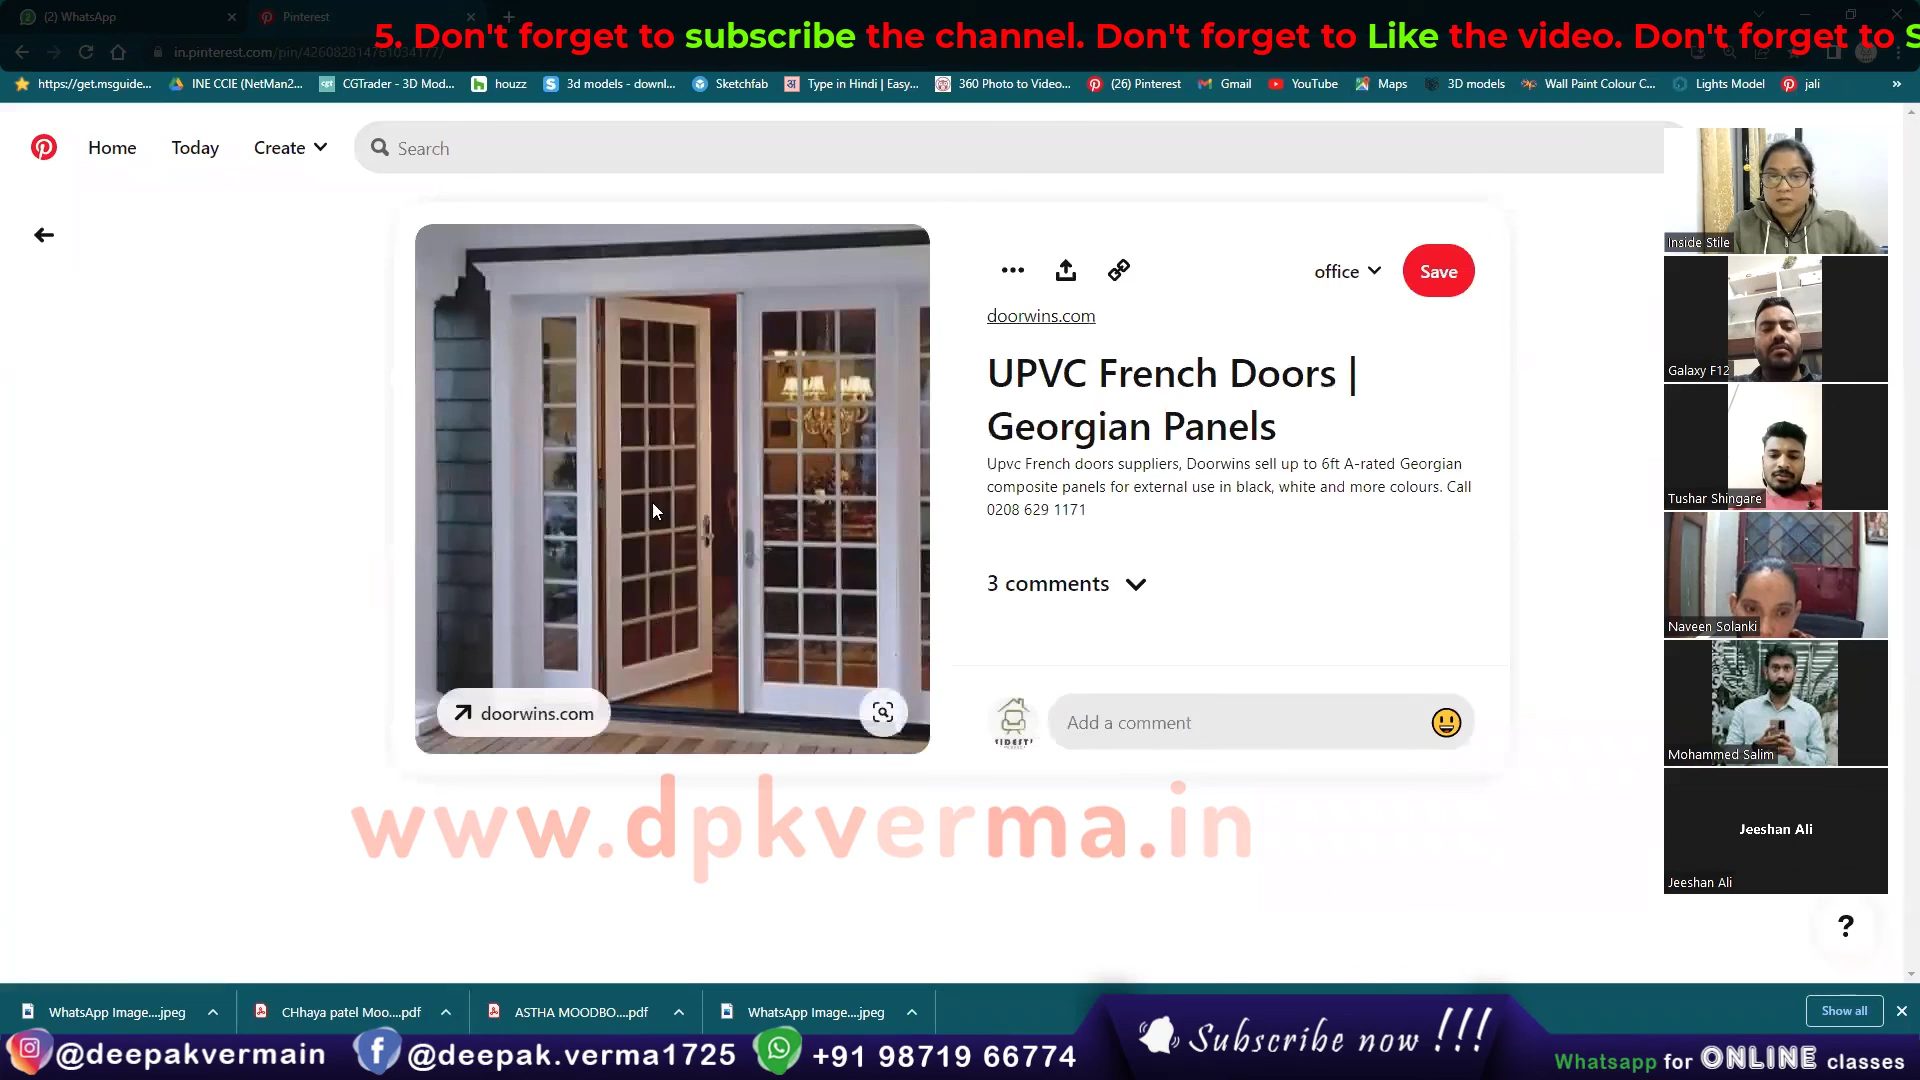 (2) WhatsApp
Pinterest
5. Don't forget to subscribe the channel. Don't forget to Like the video. Don't forget to S
in.pinterest.com/pin/426082814761034177/
https://get.msguide...
INE CCIE (NetMan2...
CGTrader - 3D Mod...
houzz
3d models - downl...
Sketchfab
Type in Hindi | Easy...
360 Photo to Video...
(26) Pinterest
Gmail
YouTube
Maps
3D models
Wall Paint Colour C...
Lights Model
jali
Home
Today
Create
Search
office
Save
doorwins.com
UPVC French Doors |
Georgian Panels
Upvc French doors suppliers, Doorwins sell up to 6ft A-rated Georgian
composite panels for external use in black, white and more colours. Call
0208 629 1171
3 comments
Add a comment
doorwins.com
Inside Stile
Galaxy F12
Tushar Shingare
Naveen Solanki
Mohammed Salim
Jeeshan Ali
Jeeshan Ali
www.dpkverma.in
?
WhatsApp Image....jpeg
CHhaya patel Moo....pdf
ASTHA MOODBO....pdf
WhatsApp Image....jpeg
Show all
@deepakvermain
@deepak.verma1725
+91 98719 66774
Subscribe now !!!
Whatsapp for ONLINE classes